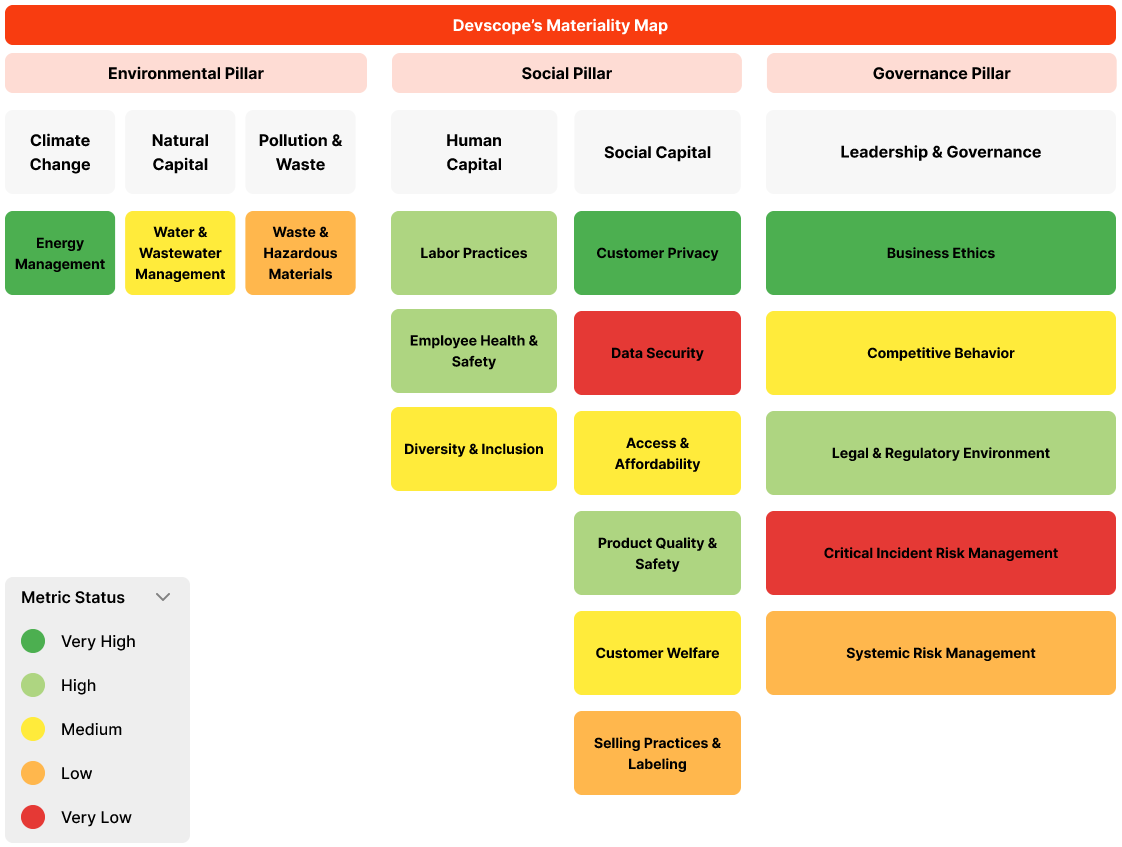 Devscope’s Materiality Map
Environmental Pillar
Social Pillar
Governance Pillar
Climate
Change
Natural
Capital
Pollution &
Waste
Human
Capital
Social Capital
Leadership & Governance
Energy
Management
Water &
Wastewater
Management
Waste &
Hazardous
Materials
Labor Practices
Customer Privacy
Business Ethics
Employee Health &
Safety
Data Security
Competitive Behavior
Diversity & Inclusion
Access &
Affordability
Legal & Regulatory Environment
Product Quality &
Safety
Critical Incident Risk Management
Customer Welfare
Systemic Risk Management
Selling Practices &
Labeling
Metric Status
Very High
High
Medium
Low
Very Low